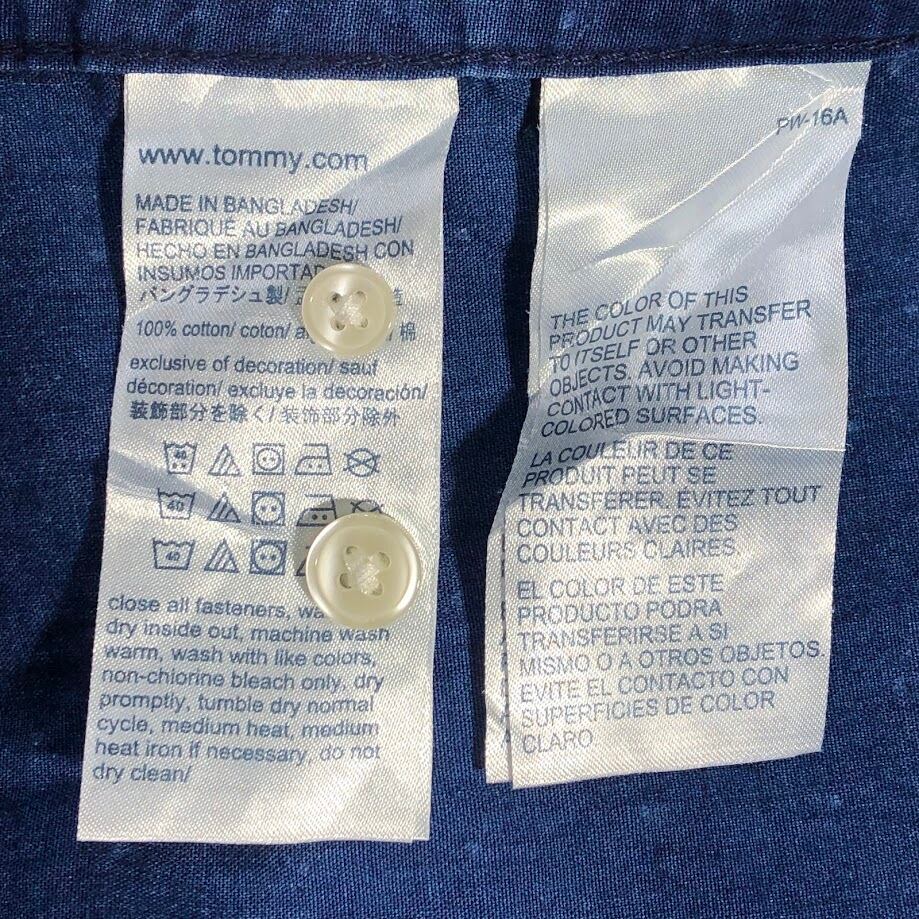 www.tommy.com
MADE IN BANGLADESH/
FABRIQUE AU BANGLADESH/
HECHO EN BANGLADESH CON
INSUMOS
バングラデシュ製/
100% cotton/ coton/ 棉
exclusive of decoration/ sauf
décoration/ excluye la decoración/
装飾部分を除く/ 装饰部分除外
40
40
40
close all fasteners,
dry inside out, machine wash
warm, wash with like colors,
non-chlorine bleach only, dry
promptly, tumble dry normal
cycle, medium heat, medium
heat iron if necessary, do not
dry clean/
PW-16A
THE COLOR OF THIS
PRODUCT MAY TRANSFER
TO ITSELF OR OTHER
OBJECTS. AVOID MAKING
CONTACT WITH LIGHT-
COLORED SURFACES.
LA COULEUR DE CE
PRODUIT PEUT SE
TRANSFÉRER. ÉVITEZ TOUT
CONTACT AVEC DES
COULEURS CLAIRES
EL COLOR DE ESTE
PRODUCTO PODRA
TRANSFERIRSE A SI
MISMO O A OTROS OBJETOS.
EVITE EL CONTACTO CON
SUPERFICIES DE COLOR
CLARO.